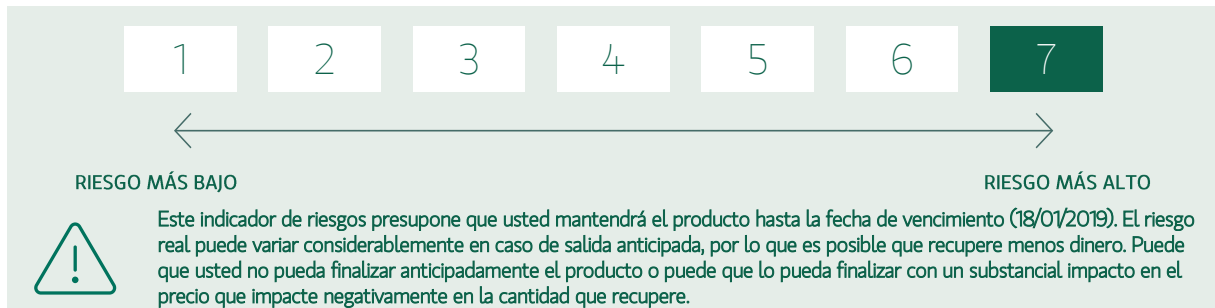 1 2 3 4 5 6 7
RIESGO MÁS BAJO RIESGO MÁS ALTO
Este indicador de riesgos presupone que usted mantendrá el producto hasta la fecha de vencimiento (18/01/2019). El riesgo
real puede variar considerablemente en caso de salida anticipada, por lo que es posible que recupere menos dinero. Puede
que usted no pueda finalizar anticipadamente el producto o puede que lo pueda finalizar con un substancial impacto en el
precio que impacte negativamente en la cantidad que recupere.